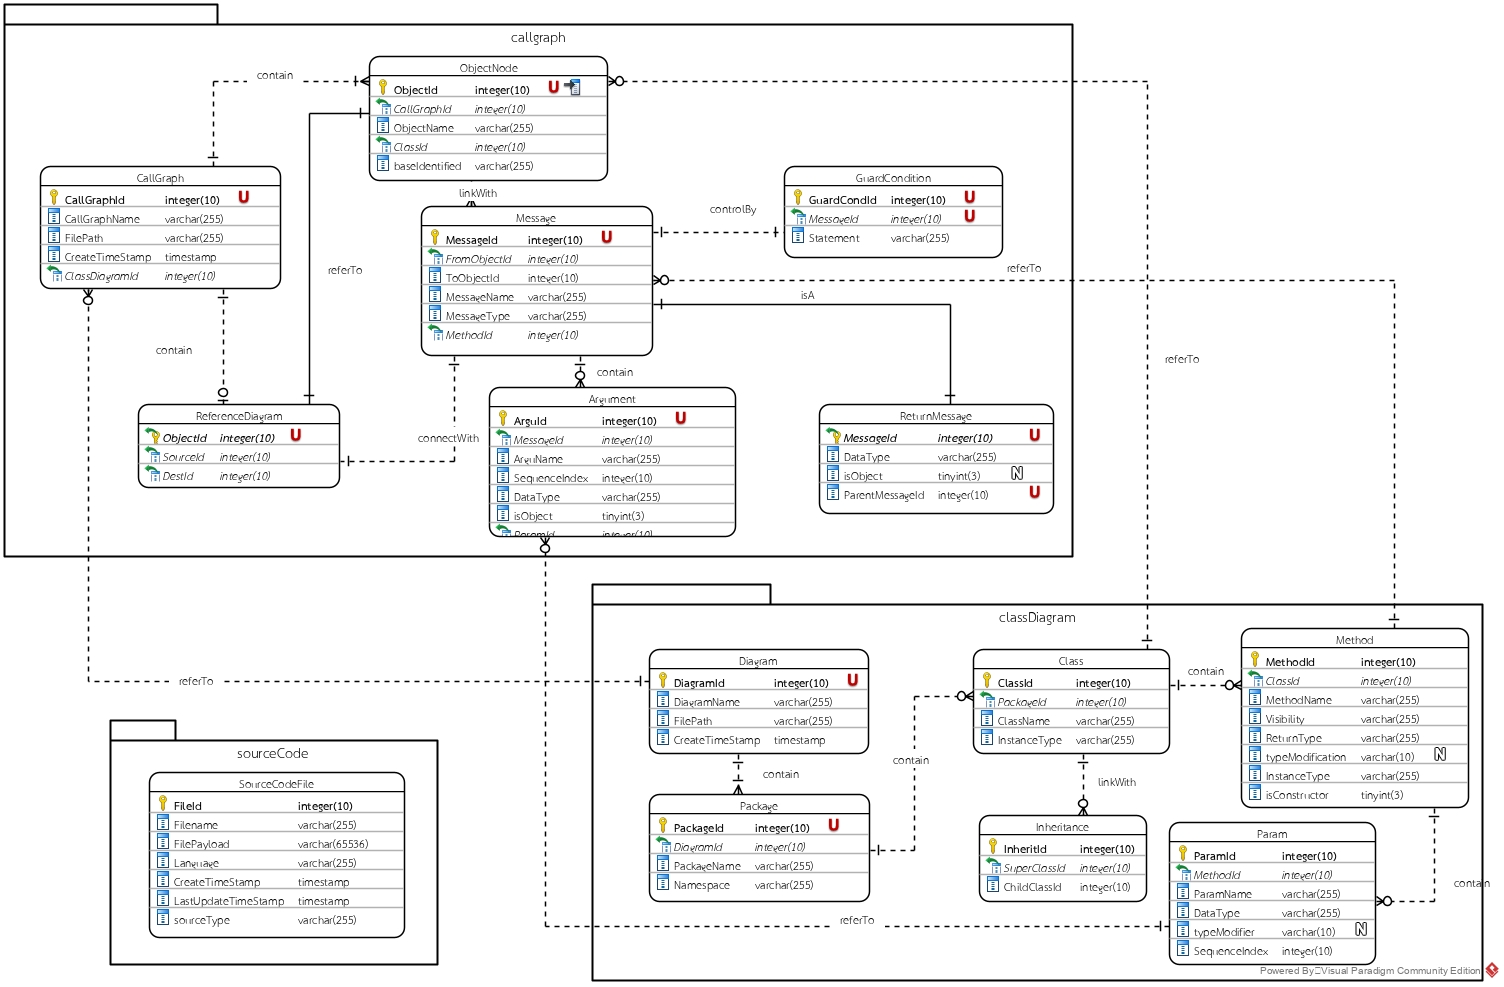 callgraph
contain
ObjectNode
ObjectId integer(10) U
CallGraphId integer(10)
ObjectName varchar(255)
ClassId integer(10)
baseIdentified varchar(255)
CallGraph
CallGraphId integer(10) U
CallGraphName varchar(255)
FilePath varchar(255)
CreateTimeStamp timestamp
ClassDiagramId integer(10)
linkWith
Message
MessageId integer(10) U
FromObjectId integer(10)
ToObjectId integer(10)
MessageName varchar(255)
MessageType varchar(255)
MethodId integer(10)
controlBy
GuardCondition
GuardCondId integer(10) U
MessageId integer(10) U
Statement varchar(255)
referTo
referTo
isA
referTo
contain
contain
connectWith
ReferenceDiagram
ObjectId integer(10) U
SourceId integer(10)
DestId integer(10)
Argument
ArguId integer(10) U
MessageId integer(10)
ArguName varchar(255)
SequenceIndex integer(10)
DataType varchar(255)
isObject tinyint(3)
ParamId integer(10)
ReturnMessage
MessageId integer(10) U
DataType varchar(255)
isObject tinyint(3) N
ParentMessageId integer(10) U
classDiagram
referTo
Diagram
DiagramId integer(10) U
DiagramName varchar(255)
FilePath varchar(255)
CreateTimeStamp timestamp
Class
ClassId integer(10)
PackageId integer(10)
ClassName varchar(255)
InstanceType varchar(255)
contain
Method
MethodId integer(10)
ClassId integer(10)
MethodName varchar(255)
Visibility varchar(255)
ReturnType varchar(255)
typeModification varchar(10) N
InstanceType varchar(255)
isConstructor tinyint(3)
contain
contain
linkWith
Package
PackageId integer(10) U
DiagramId integer(10)
PackageName varchar(255)
Namespace varchar(255)
Inheritance
InheritId integer(10)
SuperClassId integer(10)
ChildClassId integer(10)
Param
ParamId integer(10)
MethodId integer(10)
ParamName varchar(255)
DataType varchar(255)
typeModifier varchar(10) N
SequenceIndex integer(10)
contain
referTo
sourceCode
SourceCodeFile
FileId integer(10)
Filename varchar(255)
FilePayload varchar(65536)
Language varchar(255)
CreateTimeStamp timestamp
LastUpdateTimeStamp timestamp
sourceType varchar(255)
Powered By Visual Paradigm Community Edition